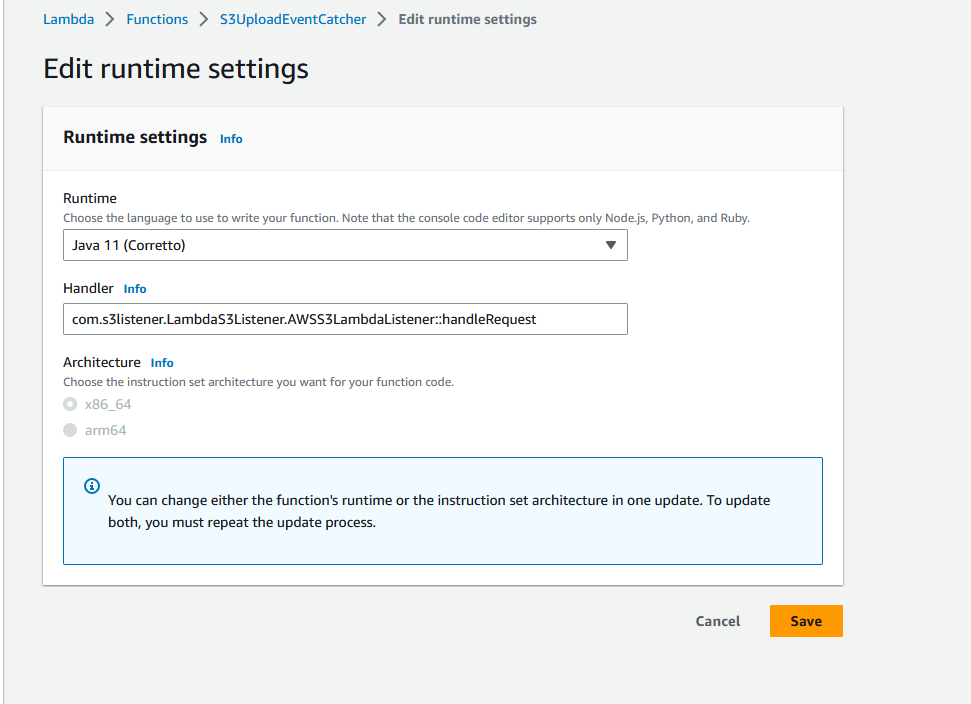 Lambda > Functions > S3UploadEventCatcher > Edit runtime settings
Edit runtime settings
Runtime settings Info
Runtime
Choose the language to use to write your function. Note that the console code editor supports only Node.js, Python, and Ruby.
Java 11 (Corretto)
Handler Info
com.s3listener.LambdaS3Listener.AWSS3LambdaListener::handleRequest
Architecture Info
Choose the instruction set architecture you want for your function code.
x86_64
arm64
You can change either the function's runtime or the instruction set architecture in one update. To update
both, you must repeat the update process.
Cancel Save